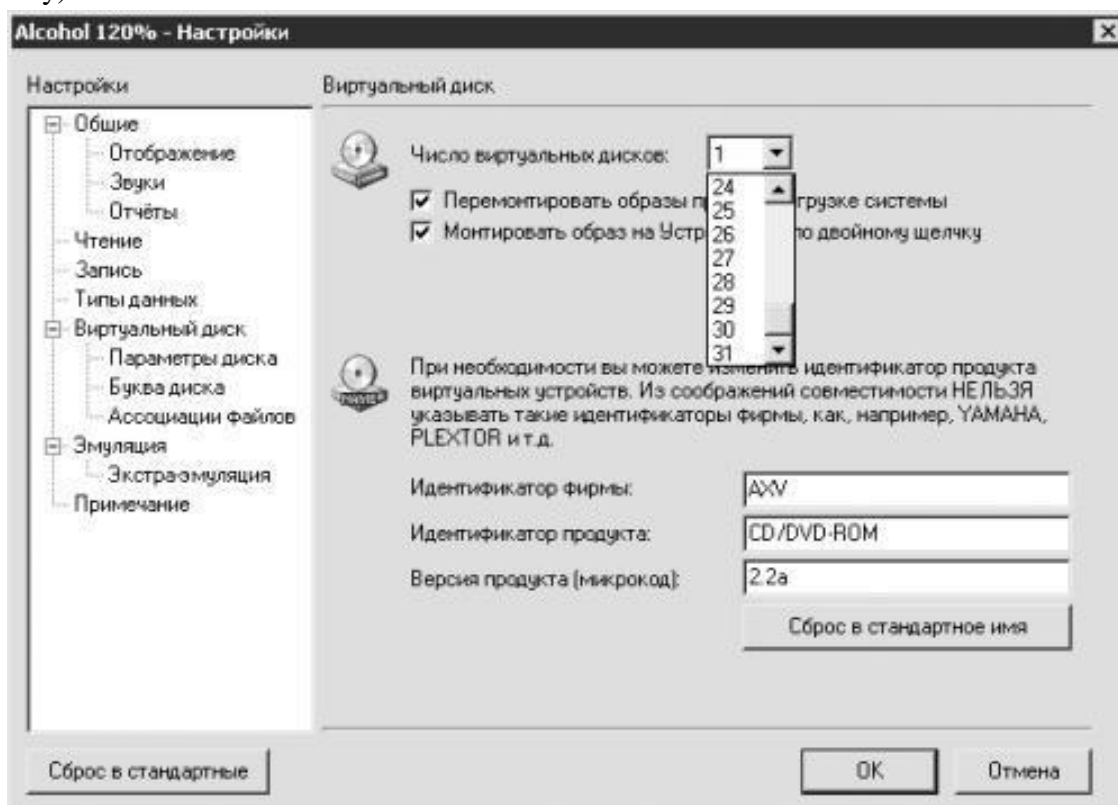 Alcohol 120% - Настройки
Настройки
Общие
Отображение
Звуки
Отчёты
Чтение
Запись
Типы данных
Виртуальный диск
Параметры диска
Буква диска
Ассоциации файлов
Эмуляция
Экстра-эмуляция
Примечание
Виртуальный диск
Число виртуальных дисков: 1
24
25
26
27
28
29
30
31
Перемонтировать образы п грузке системы
Монтировать образ на Устр по двойному щелчку
При необходимости вы можете изменить идентификатор продукта
виртуальных устройств. Из соображений совместимости НЕЛЬЗЯ
указывать такие идентификаторы фирмы, как, например, YAMAHA,
PLEXTOR и т.д.
Идентификатор фирмы: AXV
Идентификатор продукта: CD/DVD-ROM
Версия продукта (микрокод): 2.2a
Сброс в стандартное имя
Сброс в стандартные
OK
Отмена